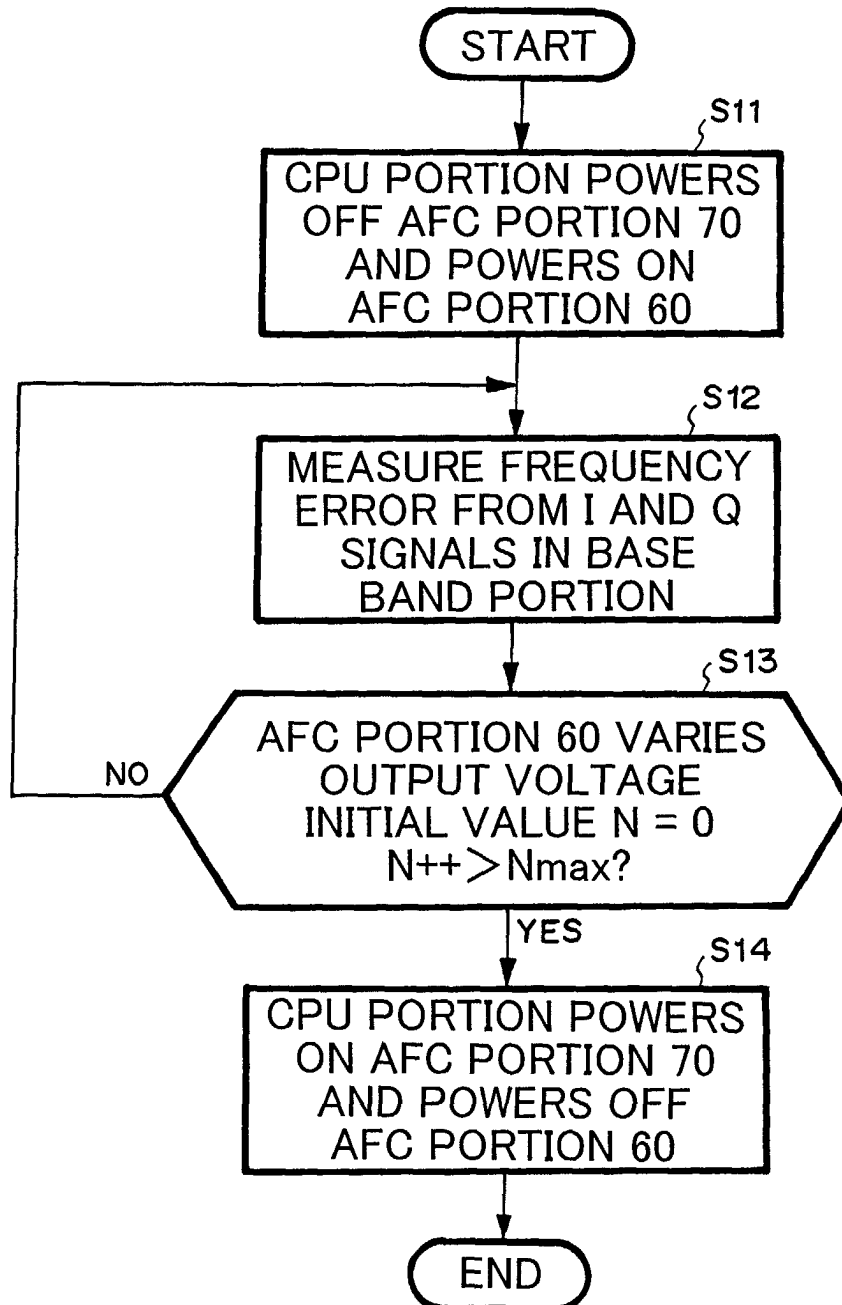 START
S11
CPU PORTION POWERS
OFF AFC PORTION 70
AND POWERS ON
AFC PORTION 60
S12
MEASURE FREQUENCY
ERROR FROM I AND Q
SIGNALS IN BASE
BAND PORTION
S13
AFC PORTION 60 VARIES
OUTPUT VOLTAGE
INITIAL VALUE N = 0
N++>Nmax?
NO
YES
S14
CPU PORTION POWERS
ON AFC PORTION 70
AND POWERS OFF
AFC PORTION 60
END